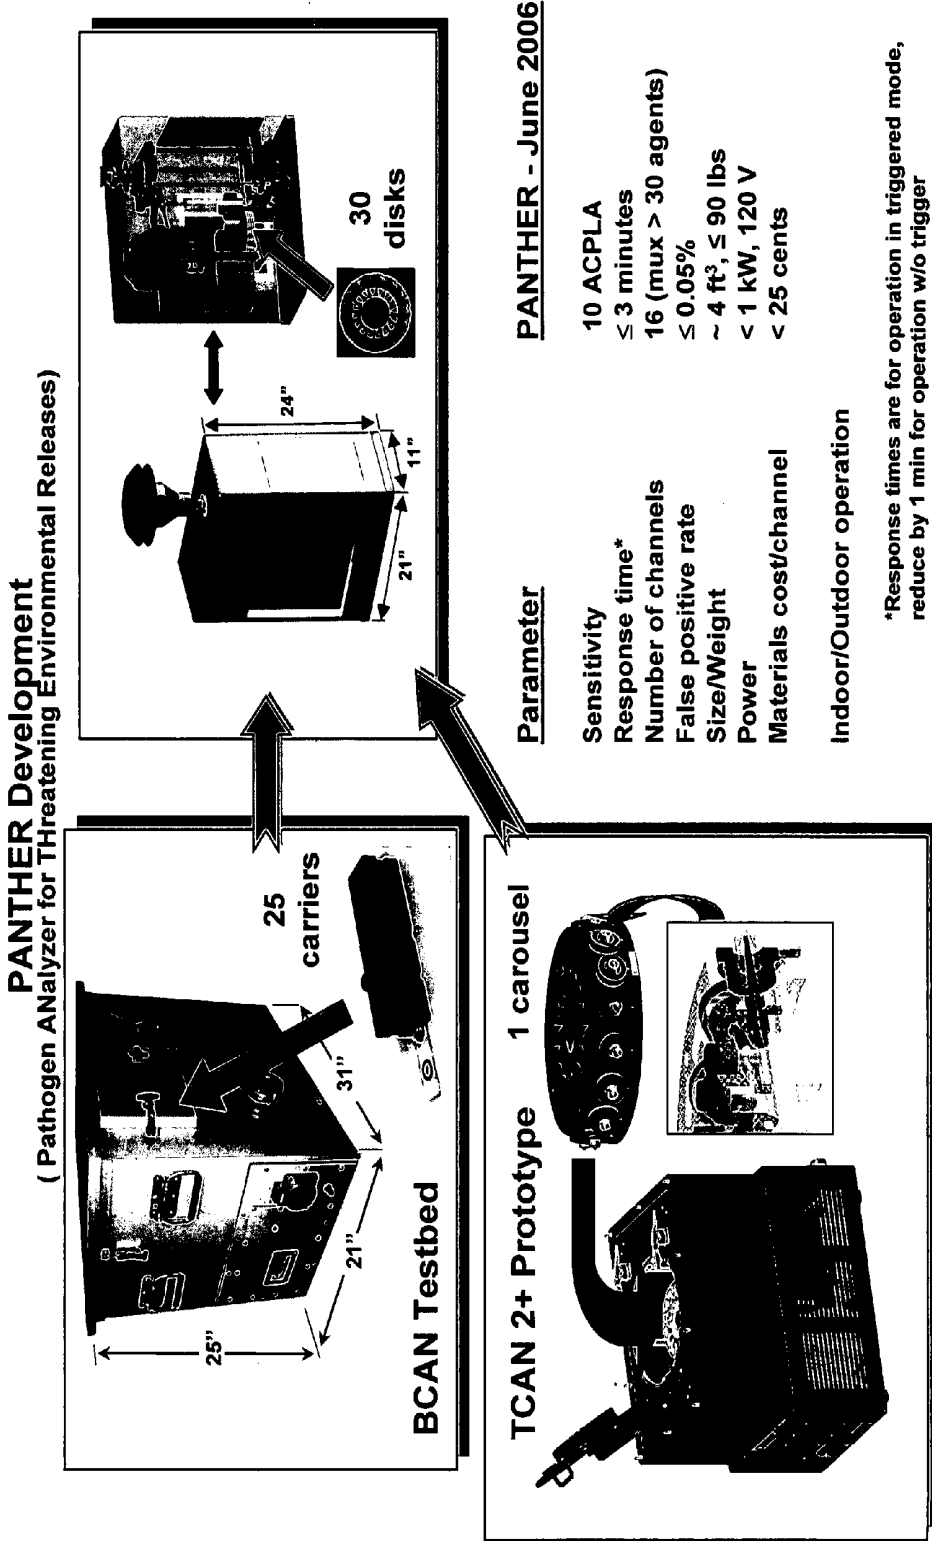 PANTHER Development
( Pathogen ANalyzer for THreatening Environmental Releases)
25"
21"
31"
25
carriers
BCAN Testbed
TCAN 2+ Prototype
1 carousel
21"
11"
24"
30
disks
Parameter PANTHER - June 2006
Sensitivity 10 ACPLA
Response time* ≤ 3 minutes
Number of channels 16 (mux > 30 agents)
False positive rate ≤ 0.05%
Size/Weight ~ 4 ft³, ≤ 90 lbs
Power < 1 kW, 120 V
Materials cost/channel < 25 cents
Indoor/Outdoor operation
*Response times are for operation in triggered mode,
reduce by 1 min for operation w/o trigger